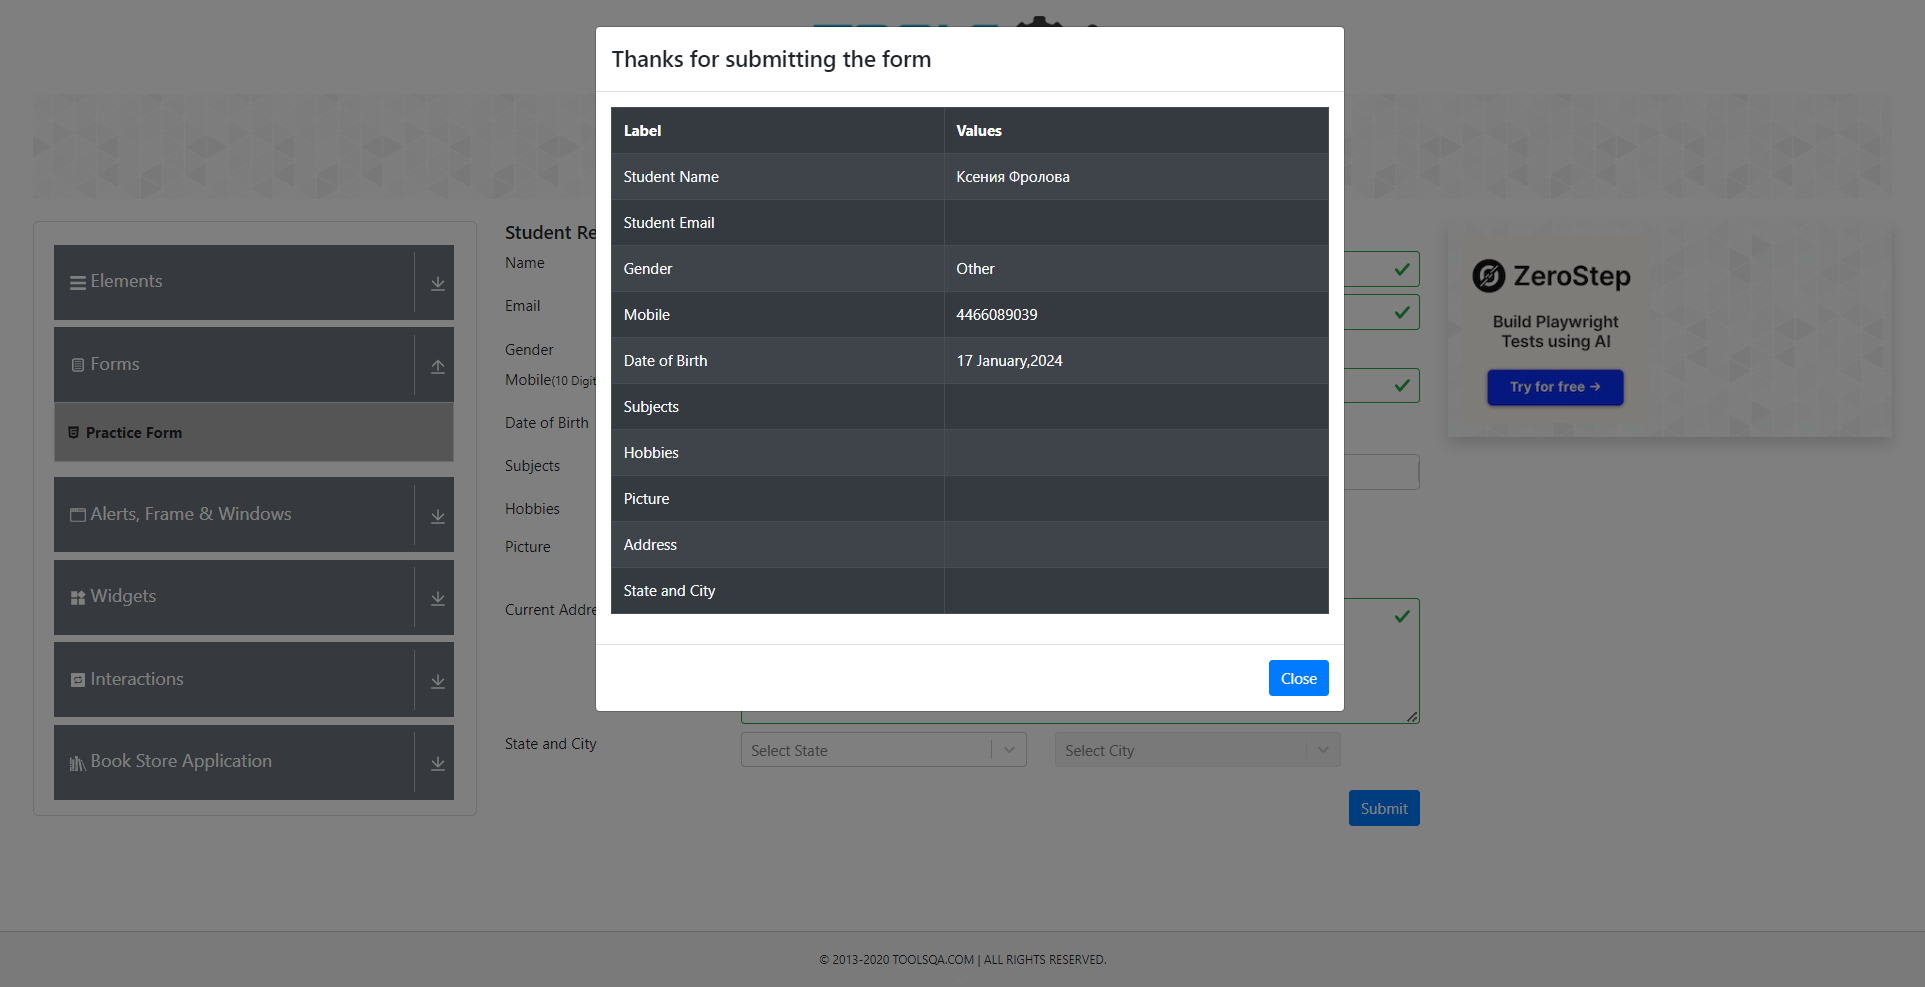 Thanks for submitting the form
Label Values
Student Name Ксения Фролова
Student Email
Gender Other
Mobile 4466089039
Date of Birth 17 January,2024
Subjects
Hobbies
Picture
Address
State and City
Close
Elements
Forms
Practice Form
Alerts, Frame & Windows
Widgets
Interactions
Book Store Application
Student Re
Name
Email
Gender
Mobile(10 Digit
Date of Birth
Subjects
Hobbies
Picture
Current Addre
State and City
Select State
Select City
Submit
ZeroStep
Build Playwright
Tests using AI
Try for free →
© 2013-2020 TOOLSQA.COM | ALL RIGHTS RESERVED.